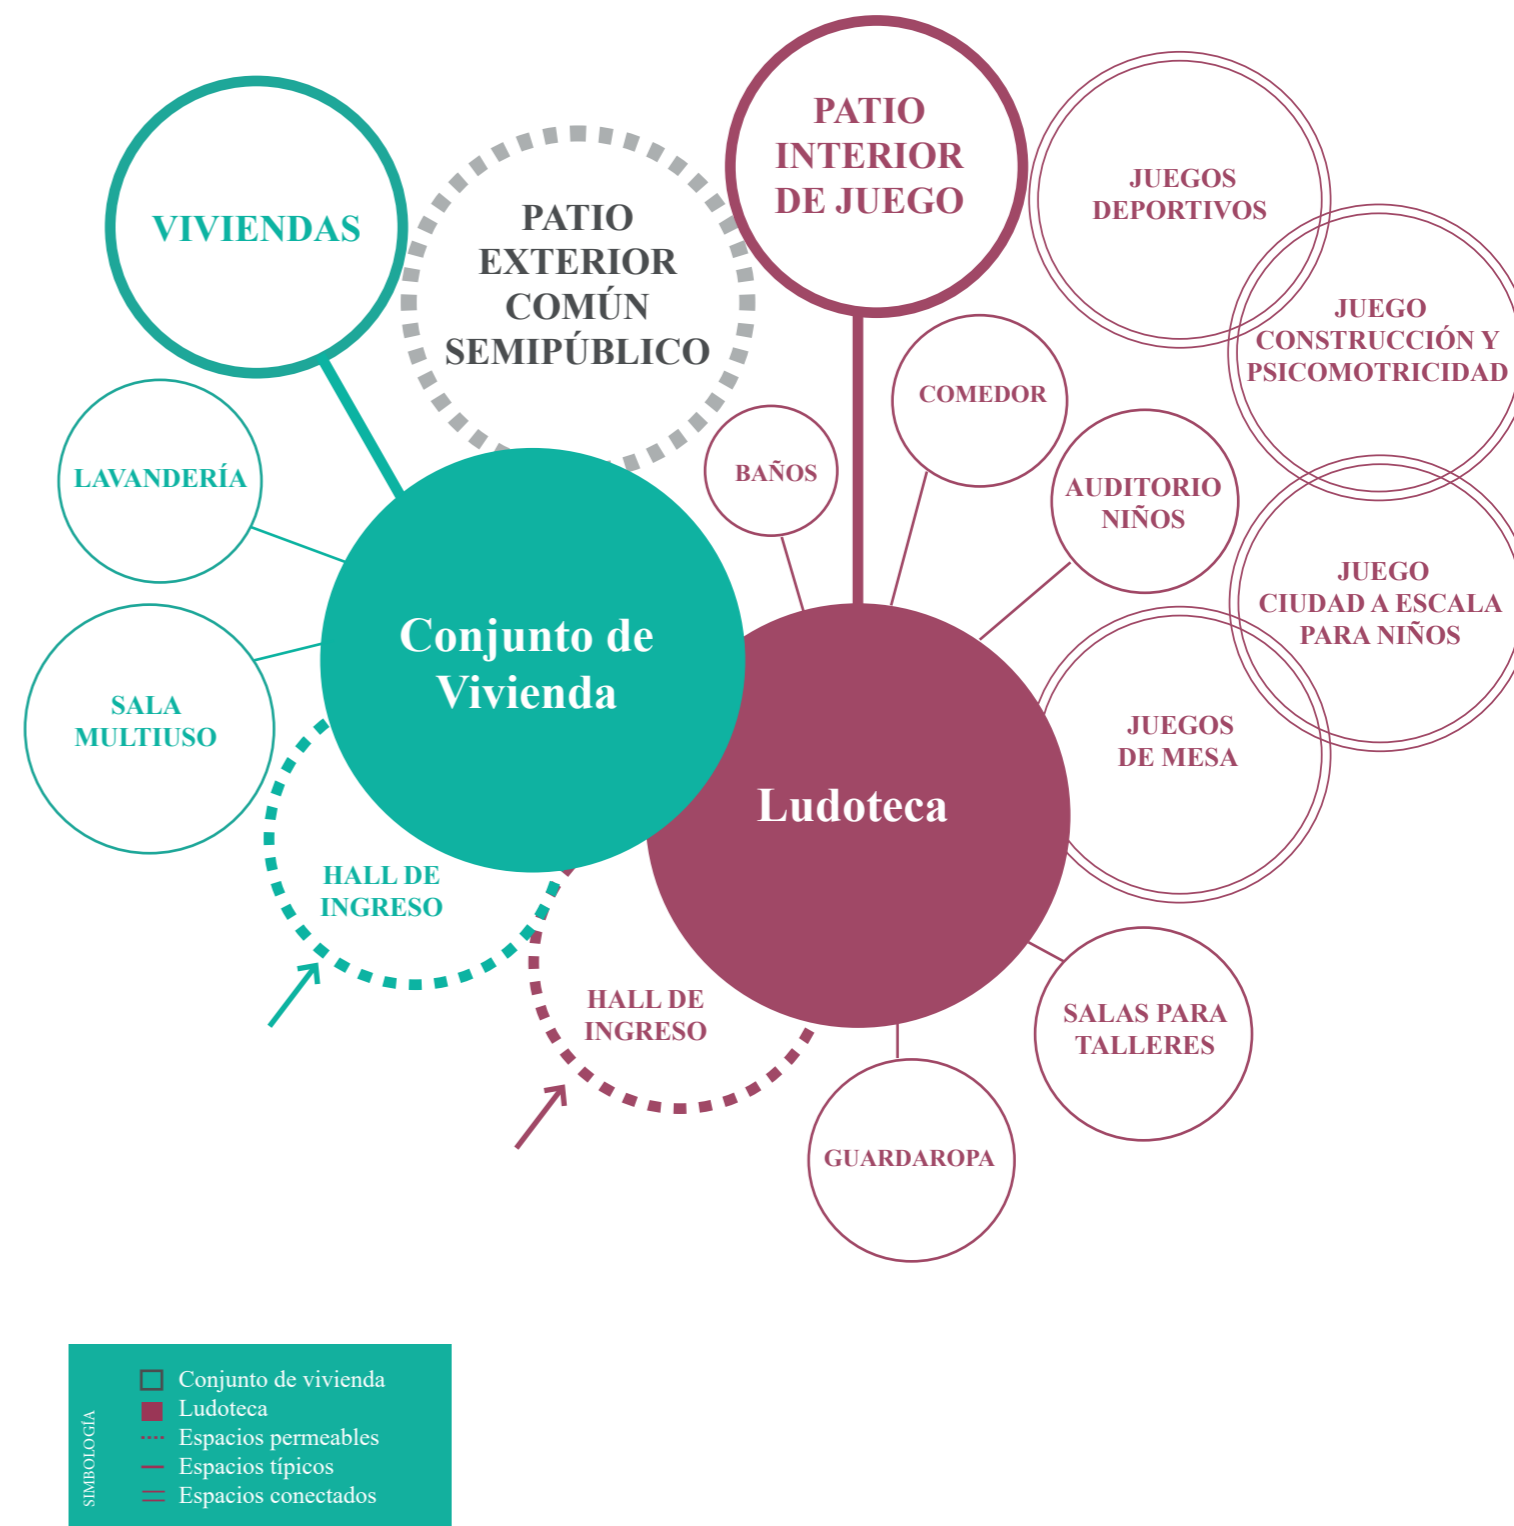 VIVIENDAS
PATIO
EXTERIOR
COMÚN
SEMIPÚBLICO
PATIO
INTERIOR
DE JUEGO
JUEGOS
DEPORTIVOS
JUEGO
CONSTRUCCIÓN Y
PSICOMOTRICIDAD
LAVANDERÍA
BAÑOS
COMEDOR
AUDITORIO
NIÑOS
JUEGO
CIUDAD A ESCALA
PARA NIÑOS
SALA
MULTIUSO
Conjunto de
Vivienda
Ludoteca
JUEGOS
DE MESA
HALL DE
INGRESO
HALL DE
INGRESO
SALAS PARA
TALLERES
GUARDAROPA
SIMBOLOGÍA
Conjunto de vivienda
Ludoteca
Espacios permeables
Espacios típicos
Espacios conectados